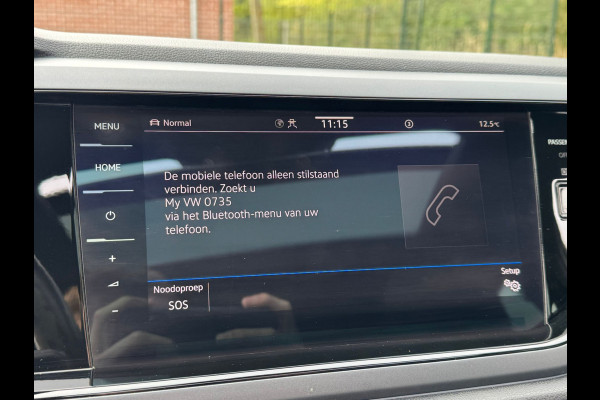 MENU
Normal
11:15
3
12.5°C
HOME
De mobiele telefoon alleen stilstaand
verbinden. Zoekt u
My VW 0735
via het Bluetooth-menu van uw
telefoon.
+
-
Noodoproep
SOS
Setup